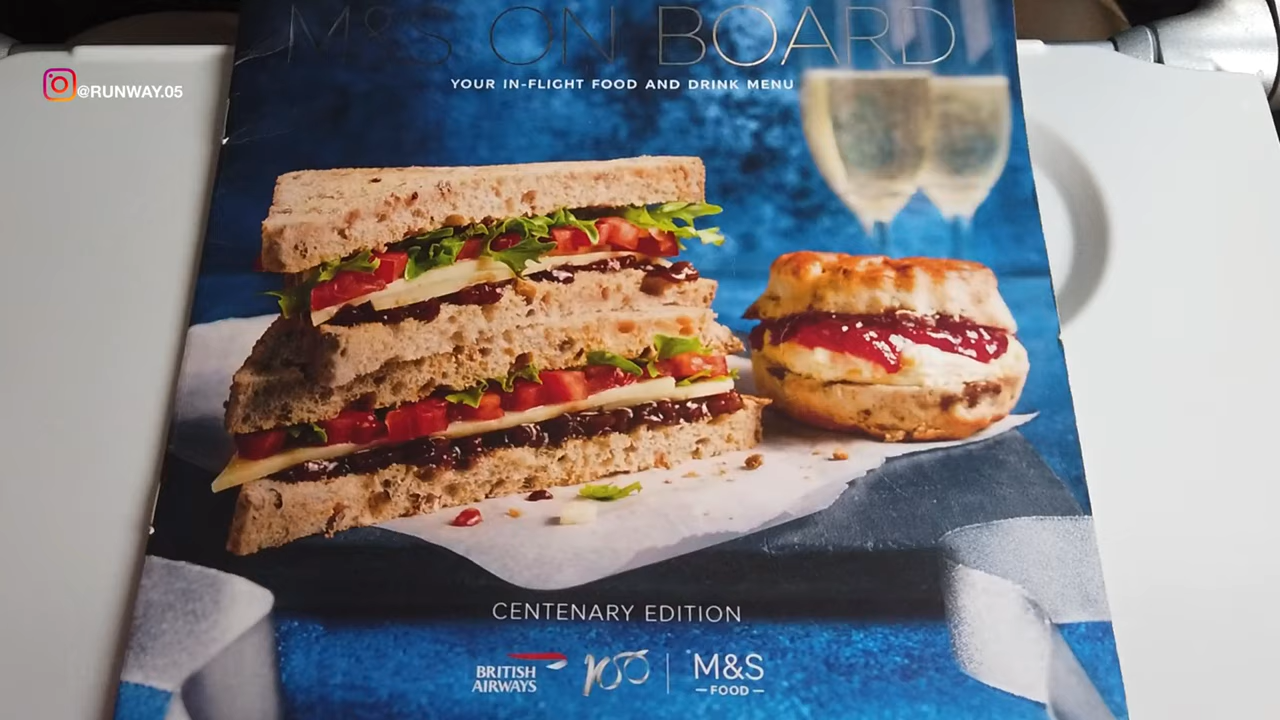 M&S ON BOARD
YOUR IN-FLIGHT FOOD AND DRINK MENU
@RUNWAY.05
CENTENARY EDITION
BRITISH AIRWAYS
100
M&S
FOOD